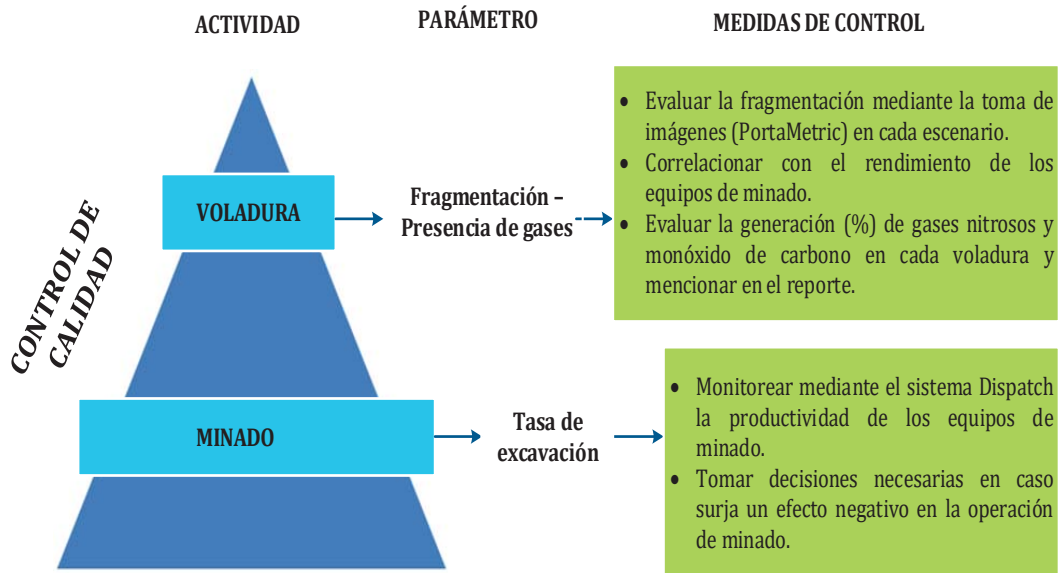 ACTIVIDAD
PARÁMETRO
MEDIDAS DE CONTROL
CONTROL DE
CALIDAD
VOLADURA
Fragmentación –
Presencia de gases
• Evaluar la fragmentación mediante la toma de
imágenes (PortaMetric) en cada escenario.
• Correlacionar con el rendimiento de los
equipos de minado.
• Evaluar la generación (%) de gases nitrosos y
monóxido de carbono en cada voladura y
mencionar en el reporte.
MINADO
Tasa de
excavación
• Monitorear mediante el sistema Dispatch
la productividad de los equipos de
minado.
• Tomar decisiones necesarias en caso
surja un efecto negativo en la operación
de minado.